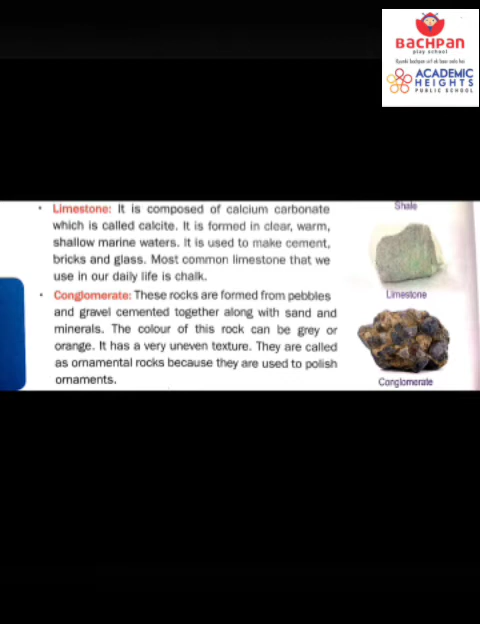 BACHPAN
play school
ACADEMIC
HEIGHTS
PUBLIC SCHOOL
Shale
• Limestone: It is composed of calcium carbonate
which is called calcite. It is formed in clear, warm,
shallow marine waters. It is used to make cement,
bricks and glass. Most common limestone that we
use in our daily life is chalk.
Limestone
• Conglomerate: These rocks are formed from pebbles
and gravel cemented together along with sand and
minerals. The colour of this rock can be grey or
orange. It has a very uneven texture. They are called
as ornamental rocks because they are used to polish
ornaments.
Conglomerate